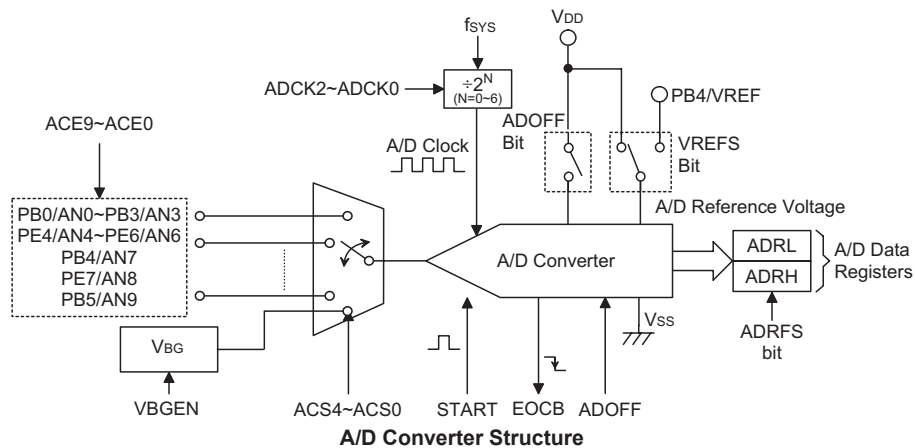 fSYS
VDD
ADCK2~ADCK0
÷2^N
(N=0~6)
PB4/VREF
ACE9~ACE0
A/D Clock
ADOFF
Bit
VREFS
Bit
PB0/AN0~PB3/AN3
PE4/AN4~PE6/AN6
PB4/AN7
PE7/AN8
PB5/AN9
A/D Reference Voltage
A/D Converter
ADRL
ADRH
A/D Data
Registers
VBG
VSS
ADRFS
bit
VBGEN
ACS4~ACS0
START
EOCB
ADOFF
A/D Converter Structure